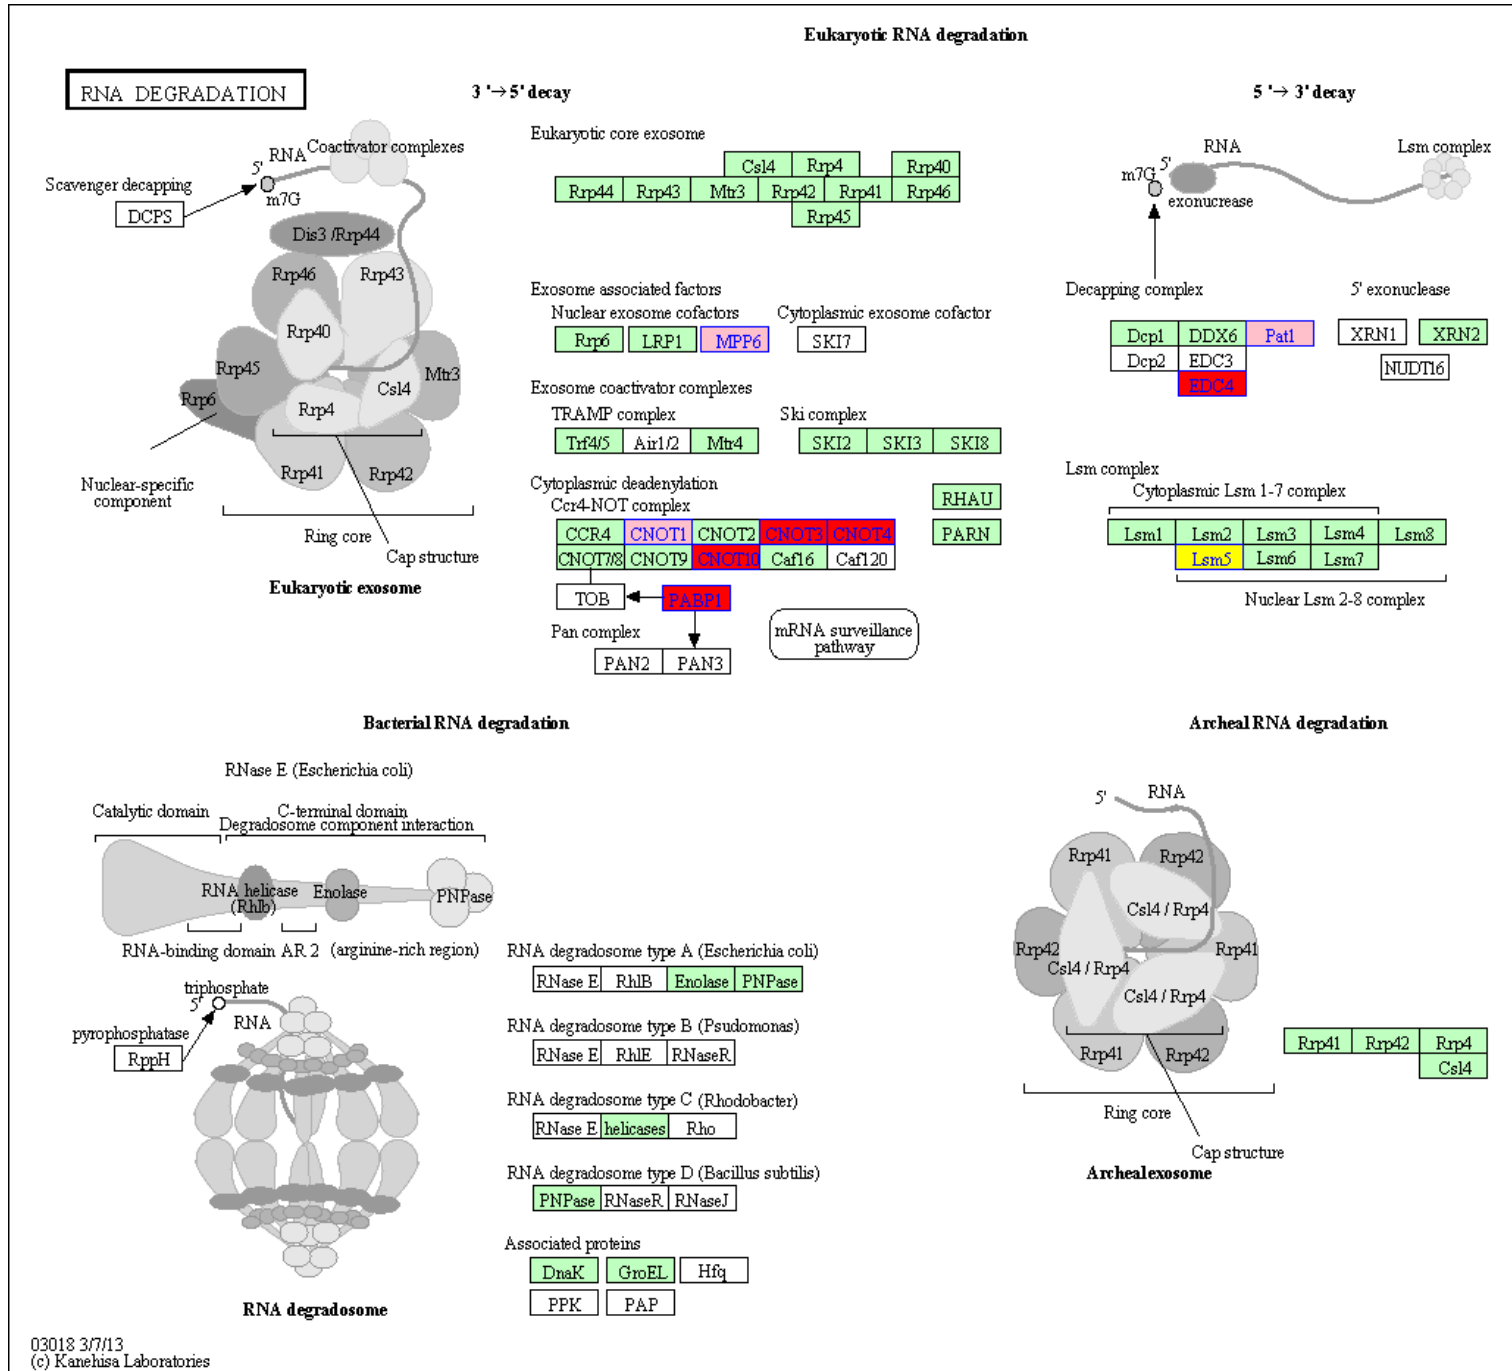 Eukaryotic RNA degradation
RNA DEGRADATION
3 '→ 5' decay
5 '→ 3' decay
5'
RNA
Coactivator complexes
m7G
Scavenger decapping
DCPS
Dis3 /Rrp44
Rrp46
Rrp43
Rrp40
Rrp45
Csl4
Mtr3
Rrp6
Rrp4
Rrp41
Rrp42
Nuclear-specific
component
Ring core
Cap structure
Eukaryotic exosome
Eukaryotic core exosome
Csl4 Rrp4 Rrp40
Rrp44 Rrp43 Mtr3 Rrp42 Rrp41 Rrp46
Rrp45
Exosome associated factors
Nuclear exosome cofactors
Cytoplasmic exosome cofactor
Rrp6 LRP1 MPP6 SKI7
Exosome coactivator complexes
TRAMP complex
Ski complex
Trf4/5 Air1/2 Mtr4 SKI2 SKI3 SKI8
Cytoplasmic deadenylation
Ccr4-NOT complex
RHAU
PARN
CCR4 CNOT1 CNOT2 CNOT3 CNOT4
CNOT7/8 CNOT9 CNOT10 Caf16 Caf120
TOB PABP1
Pan complex
PAN2 PAN3
mRNA surveillance
pathway
RNA
Lsm complex
m7G
5'
exonucrease
Decapping complex
5' exonuclease
Dcp1 DDX6 Pat1 XRN1 XRN2
Dcp2 EDC3 NUDT16
EDC4
Lsm complex
Cytoplasmic Lsm 1-7 complex
Lsm1 Lsm2 Lsm3 Lsm4 Lsm8
Lsm5 Lsm6 Lsm7
Nuclear Lsm 2-8 complex
Bacterial RNA degradation
RNase E (Escherichia coli)
Catalytic domain
C-terminal domain
Degradosome component interaction
RNA helicase
(Rhlb)
Enolase
PNPase
RNA-binding domain AR 2 (arginine-rich region)
triphosphate
5'
RNA
pyrophosphatase
RppH
RNA degradosome
RNA degradosome type A (Escherichia coli)
RNase E RhlB Enolase PNPase
RNA degradosome type B (Psudomonas)
RNase E RhlE RNaseR
RNA degradosome type C (Rhodobacter)
RNase E helicases Rho
RNA degradosome type D (Bacillus subtilis)
PNPase RNaseR RNaseJ
Associated proteins
DnaK GroEL Hfq
PPK PAP
Archeal RNA degradation
5'
RNA
Rrp41
Rrp42
Csl4 / Rrp4
Rrp42
Rrp41
Csl4 / Rrp4
Csl4 / Rrp4
Rrp41
Rrp42
Ring core
Cap structure
Archealexosome
Rrp41 Rrp42 Rrp4
Csl4
03018 3/7/13
(c) Kanehisa Laboratories